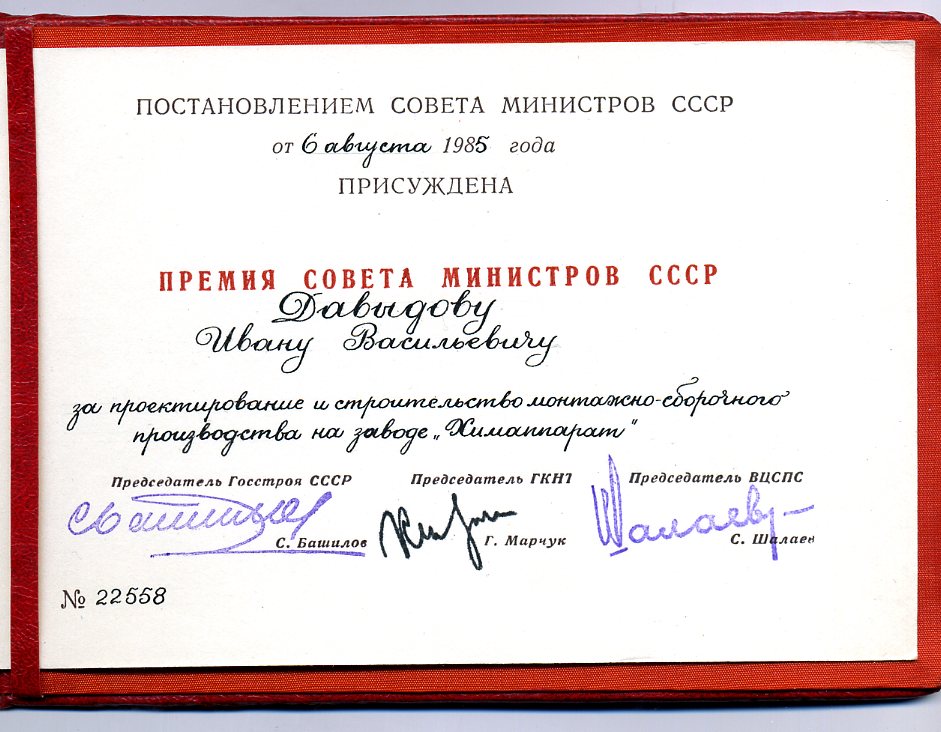 ПОСТАНОВЛЕНИЕМ СОВЕТА МИНИСТРОВ СССР
от 6 августа 1985 года
ПРИСУЖДЕНА
ПРЕМИЯ СОВЕТА МИНИСТРОВ СССР
Давыдову
Ивану Васильевичу
за проектирование и строительство монтажно-сборочного
производства на заводе „Химаппарат"
Председатель Госстроя СССР Председатель ГКНТ Председатель ВЦСПС
С. Башилов Г. Марчук С. Шалаев
№ 22558